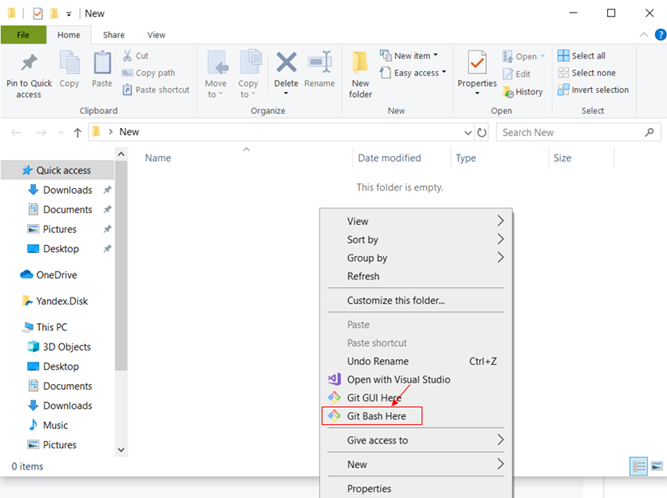 New
File Home Share View
Pin to Quick access
Copy
Paste
Cut
Copy path
Paste shortcut
Clipboard
Move to
Copy to
Delete
Rename
Organize
New folder
New item
Easy access
New
Properties
Open
Edit
History
Open
Select all
Select none
Invert selection
Select
New
Search New
Name Date modified Type Size
This folder is empty.
Quick access
Downloads
Documents
Pictures
Desktop
OneDrive
Yandex.Disk
This PC
3D Objects
Desktop
Documents
Downloads
Music
Pictures
0 items
View
Sort by
Group by
Refresh
Customize this folder...
Paste
Paste shortcut
Undo Rename Ctrl+Z
Open with Visual Studio
Git GUI Here
Git Bash Here
Give access to
New
Properties